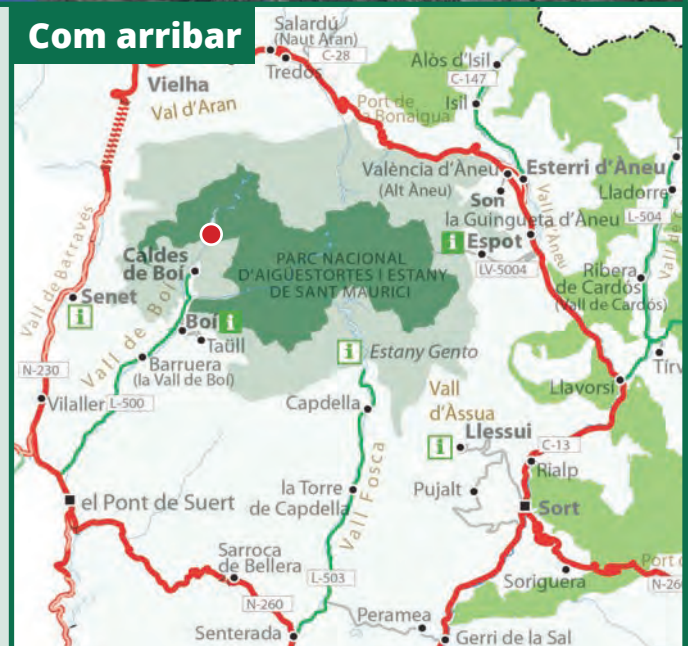 Com arribar
Salardú
(Naut Aran)
C-28
Tredòs
Alòs d'Isil
C-147
Isil
Vielha
Val d'Aran
Port de
la Bonaigua
València d'Àneu
(Alt Àneu)
Esterri d'Àneu
Son
Lladorre
la Guingueta d'Àneu
L-504
Vall d'Àneu
i Espot
LV-5004
Ribera
de Cardós
(Vall de Cardós)
PARC NACIONAL
D'AIGÜESTORTES I ESTANY
DE SANT MAURICI
Caldes
de Boí
Vall de Barravés
Senet
i
Vall de Boí
Boí i
Taüll
Barruera
(la Vall de Boí)
N-230
Vilaller
L-500
i Estany Gento
Capdella
Vall
d'Àssua
Llavorsí
Tírv
i
Llessui
C-13
Rialp
Pujalt
Sort
el Pont de Suert
la Torre
de Capdella
Vall Fosca
Sarroca
de Bellera
L-503
N-260
Senterada
Soriguera
Port d
N-26
Peramea
Gerri de la Sal